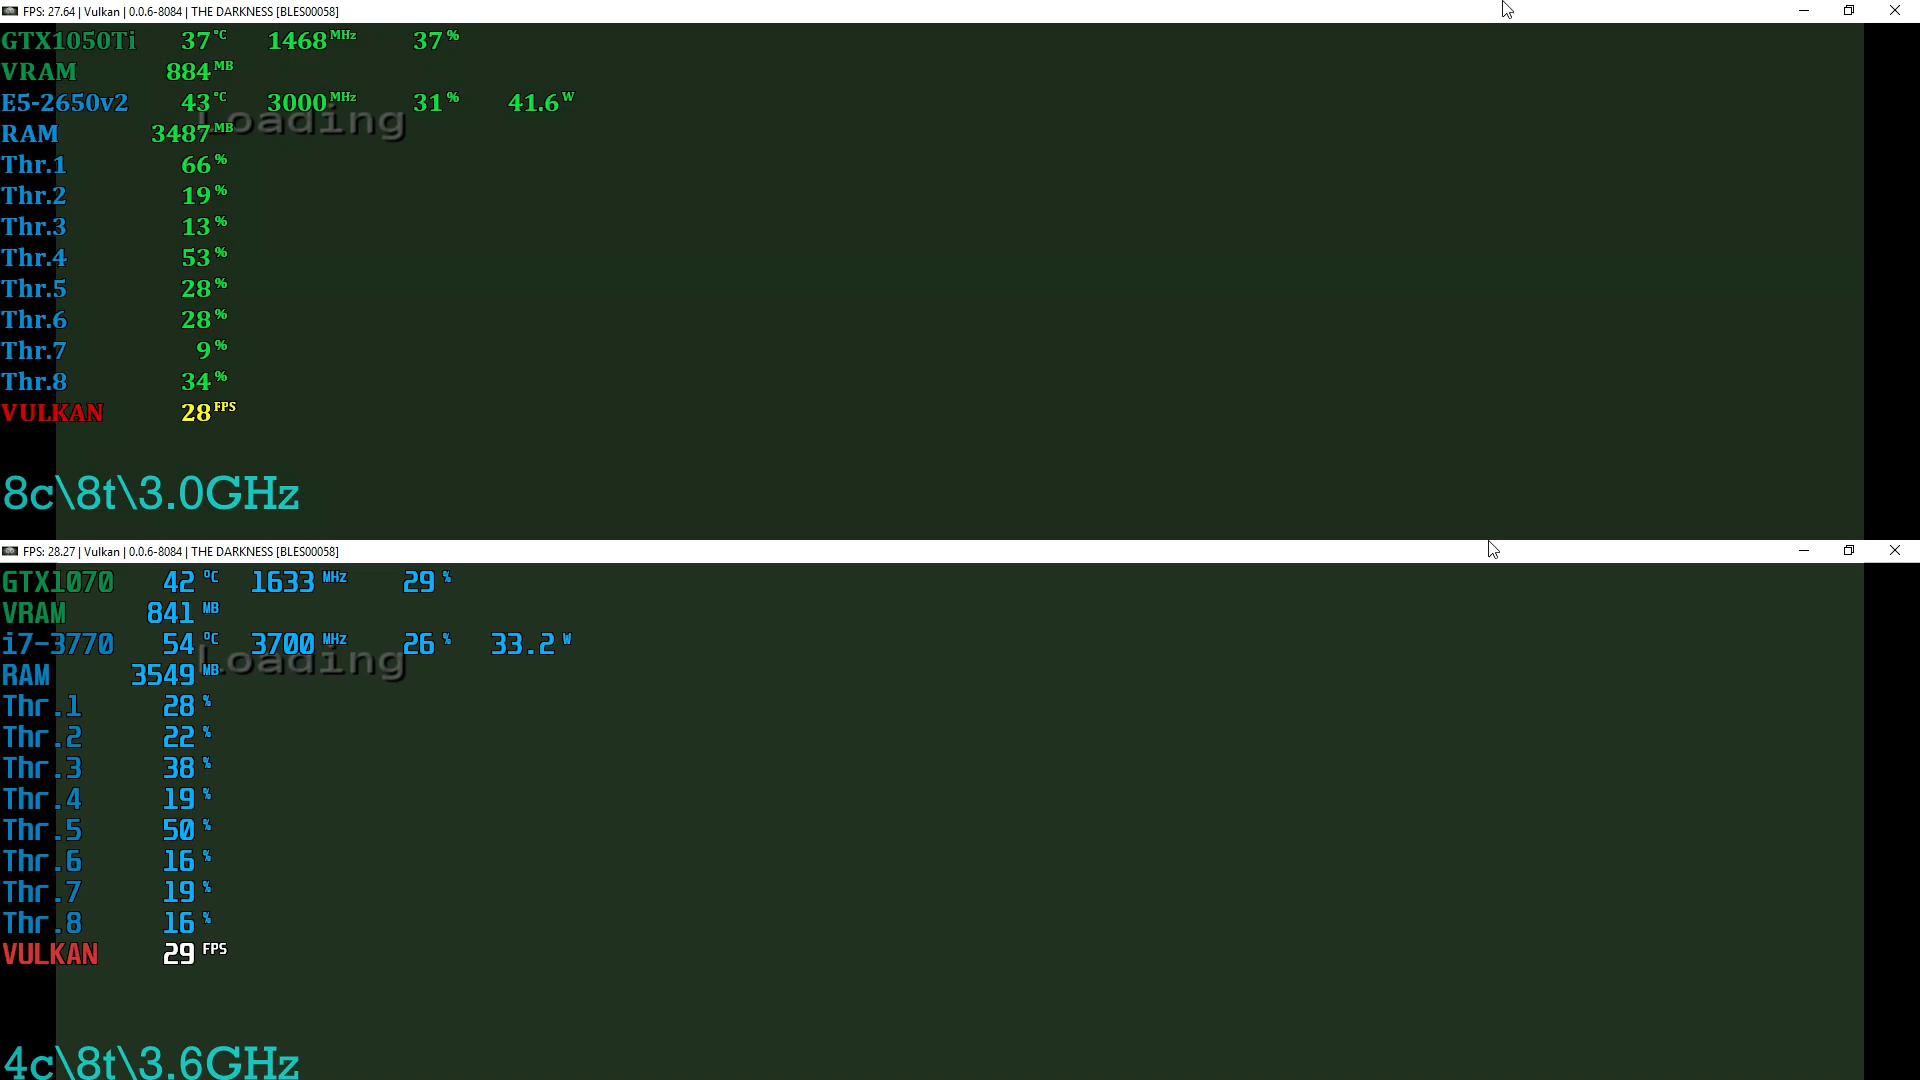 FPS: 27.64 | Vulkan | 0.0.6-8084 | THE DARKNESS [BLES00058]
GTX1050Ti 37 °C 1468 MHz 37 %
VRAM 884 MB
E5-2650v2 43 °C 3000 MHz 31 % 41.6 W
Loading
RAM 3487 MB
Thr.1 66 %
Thr.2 19 %
Thr.3 13 %
Thr.4 53 %
Thr.5 28 %
Thr.6 28 %
Thr.7 9 %
Thr.8 34 %
VULKAN 28 FPS
8c\8t\3.0GHz
FPS: 28.27 | Vulkan | 0.0.6-8084 | THE DARKNESS [BLES00058]
GTX1070 42 °C 1633 MHz 29 %
VRAM 841 MB
i7-3770 54 °C 3700 MHz 26 % 33.2 W
Loading
RAM 3549 MB
Thr.1 28 %
Thr.2 22 %
Thr.3 38 %
Thr.4 19 %
Thr.5 50 %
Thr.6 16 %
Thr.7 19 %
Thr.8 16 %
VULKAN 29 FPS
4c\8t\3.6GHz